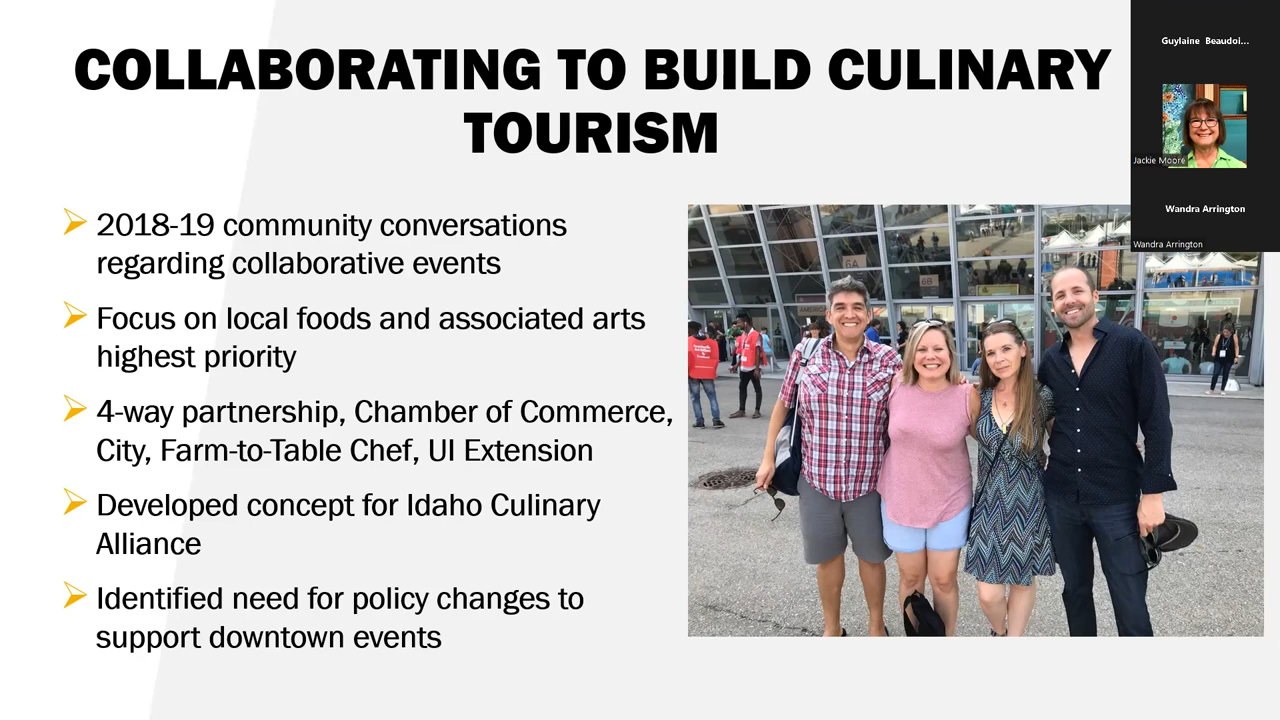 COLLABORATING TO BUILD CULINARY
TOURISM
2018-19 community conversations
regarding collaborative events
Focus on local foods and associated arts
highest priority
4-way partnership, Chamber of Commerce,
City, Farm-to-Table Chef, UI Extension
Developed concept for Idaho Culinary
Alliance
Identified need for policy changes to
support downtown events
Guylaine Beaudoi...
Jackie Moore
Wandra Arrington
Wandra Arrington
6A
6B